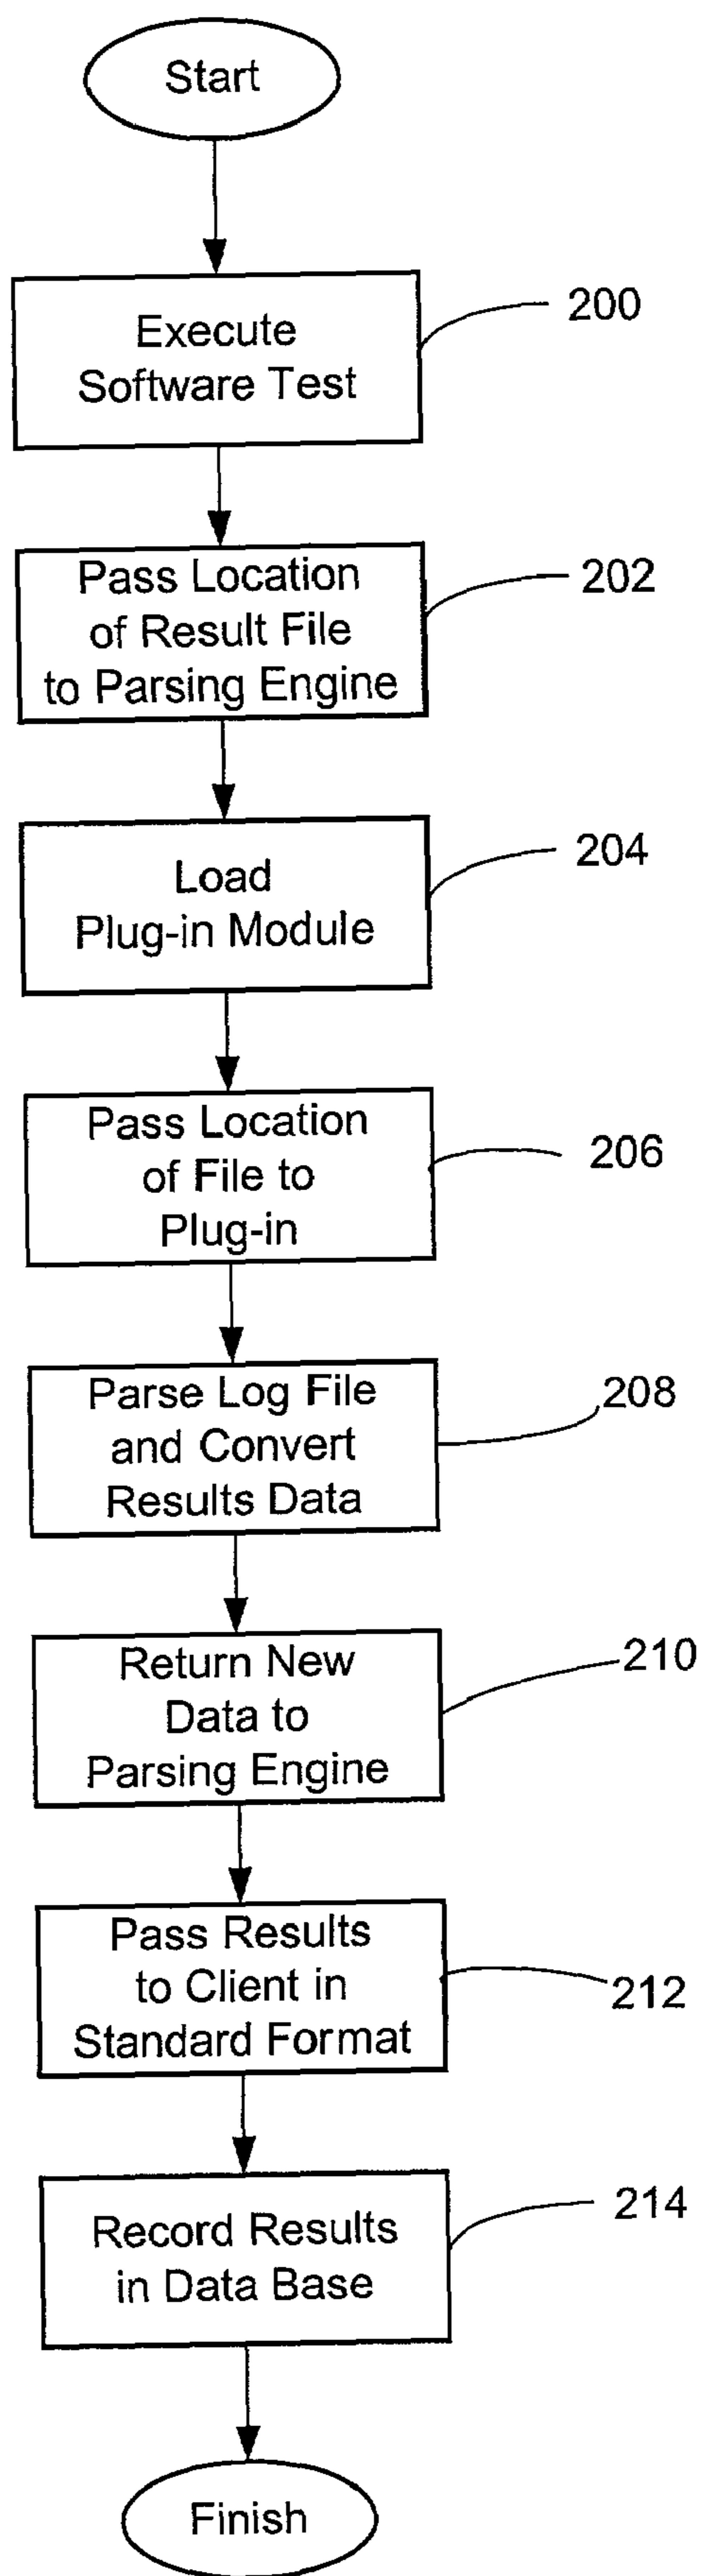 Start
Execute
Software Test
200
Pass Location
of Result File
to Parsing Engine
202
Load
Plug-in Module
204
Pass Location
of File to
Plug-in
206
Parse Log File
and Convert
Results Data
208
Return New
Data to
Parsing Engine
210
Pass Results
to Client in
Standard Format
212
Record Results
in Data Base
214
Finish